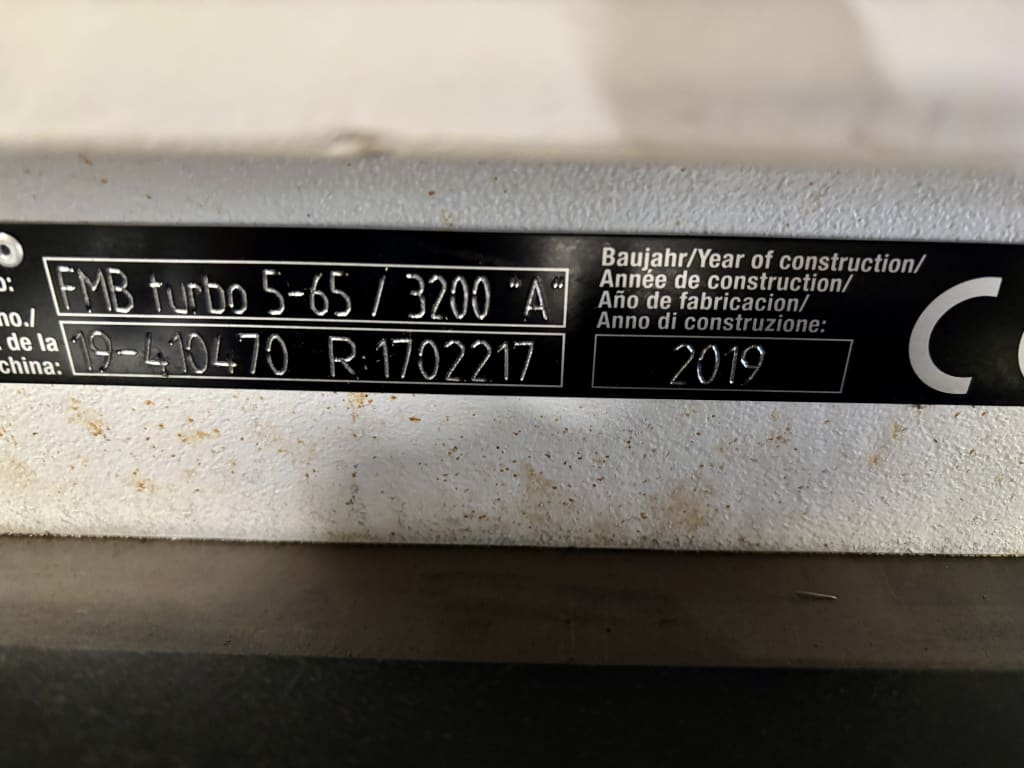 o:
FMB turbo 5-65 / 3200 "A"
no./
de la
china:
19-410470 R:1702217
Baujahr/Year of construction/
Année de construction/
Año de fabricacion/
Anno di construzione:
2019
CE